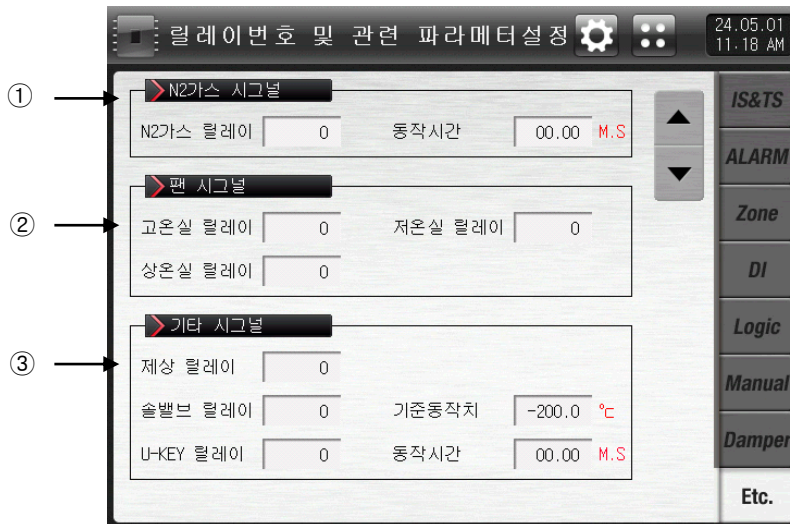 릴레이번호 및 관련 파라메터설정
24.05.01
11·18 AM
① N2가스 시그널
N2가스 릴레이 0 동작시간 00.00 M.S
② 팬 시그널
고온실 릴레이 0 저온실 릴레이 0
상온실 릴레이 0
③ 기타 시그널
제상 릴레이 0
솔밸브 릴레이 0 기준동작치 -200.0 ℃
U-KEY 릴레이 0 동작시간 00.00 M.S
IS&TS
ALARM
Zone
DI
Logic
Manual
Damper
Etc.